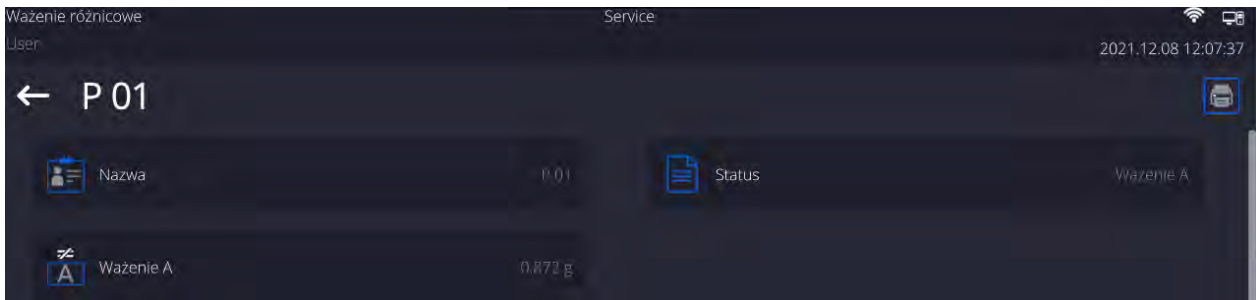 Ważenie różnicowe Service
User 2021.12.08 12:07:37
P 01
Nazwa P 01 Status Ważenie A
A Ważenie A 0.872 g